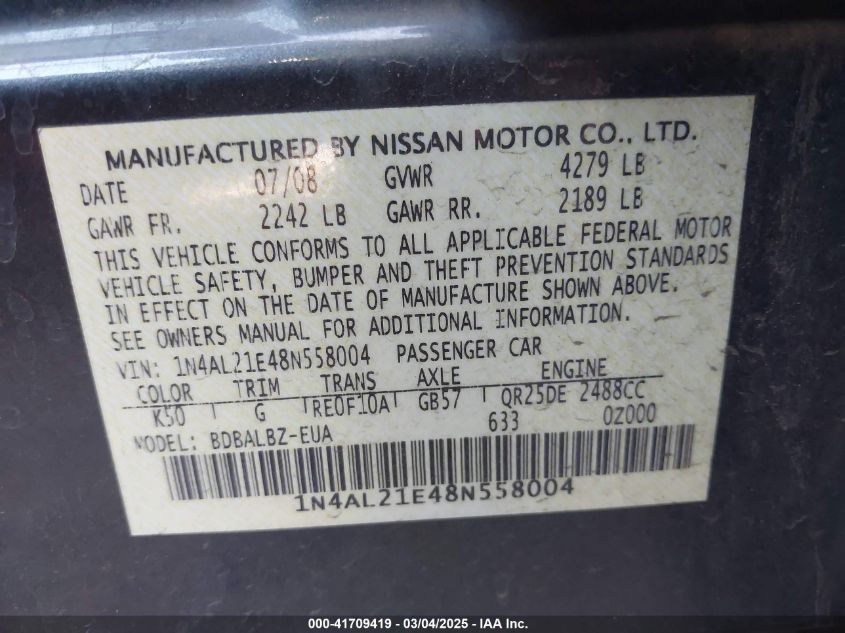 MANUFACTURED BY NISSAN MOTOR CO., LTD.
DATE 07/08 GVWR 4279 LB
GAWR FR. 2242 LB GAWR RR. 2189 LB
THIS VEHICLE CONFORMS TO ALL APPLICABLE FEDERAL MOTOR
VEHICLE SAFETY, BUMPER AND THEFT PREVENTION STANDARDS
IN EFFECT ON THE DATE OF MANUFACTURE SHOWN ABOVE.
SEE OWNERS MANUAL FOR ADDITIONAL INFORMATION.
VIN: 1N4AL21E48N558004 PASSENGER CAR
COLOR TRIM TRANS AXLE ENGINE
K50 G RE0F10A GB57 QR25DE 2488CC
MODEL: BDBALBZ-EUA 633 0Z000
1N4AL21E48N558004
000-41709419 - 03/04/2025 - IAA Inc.